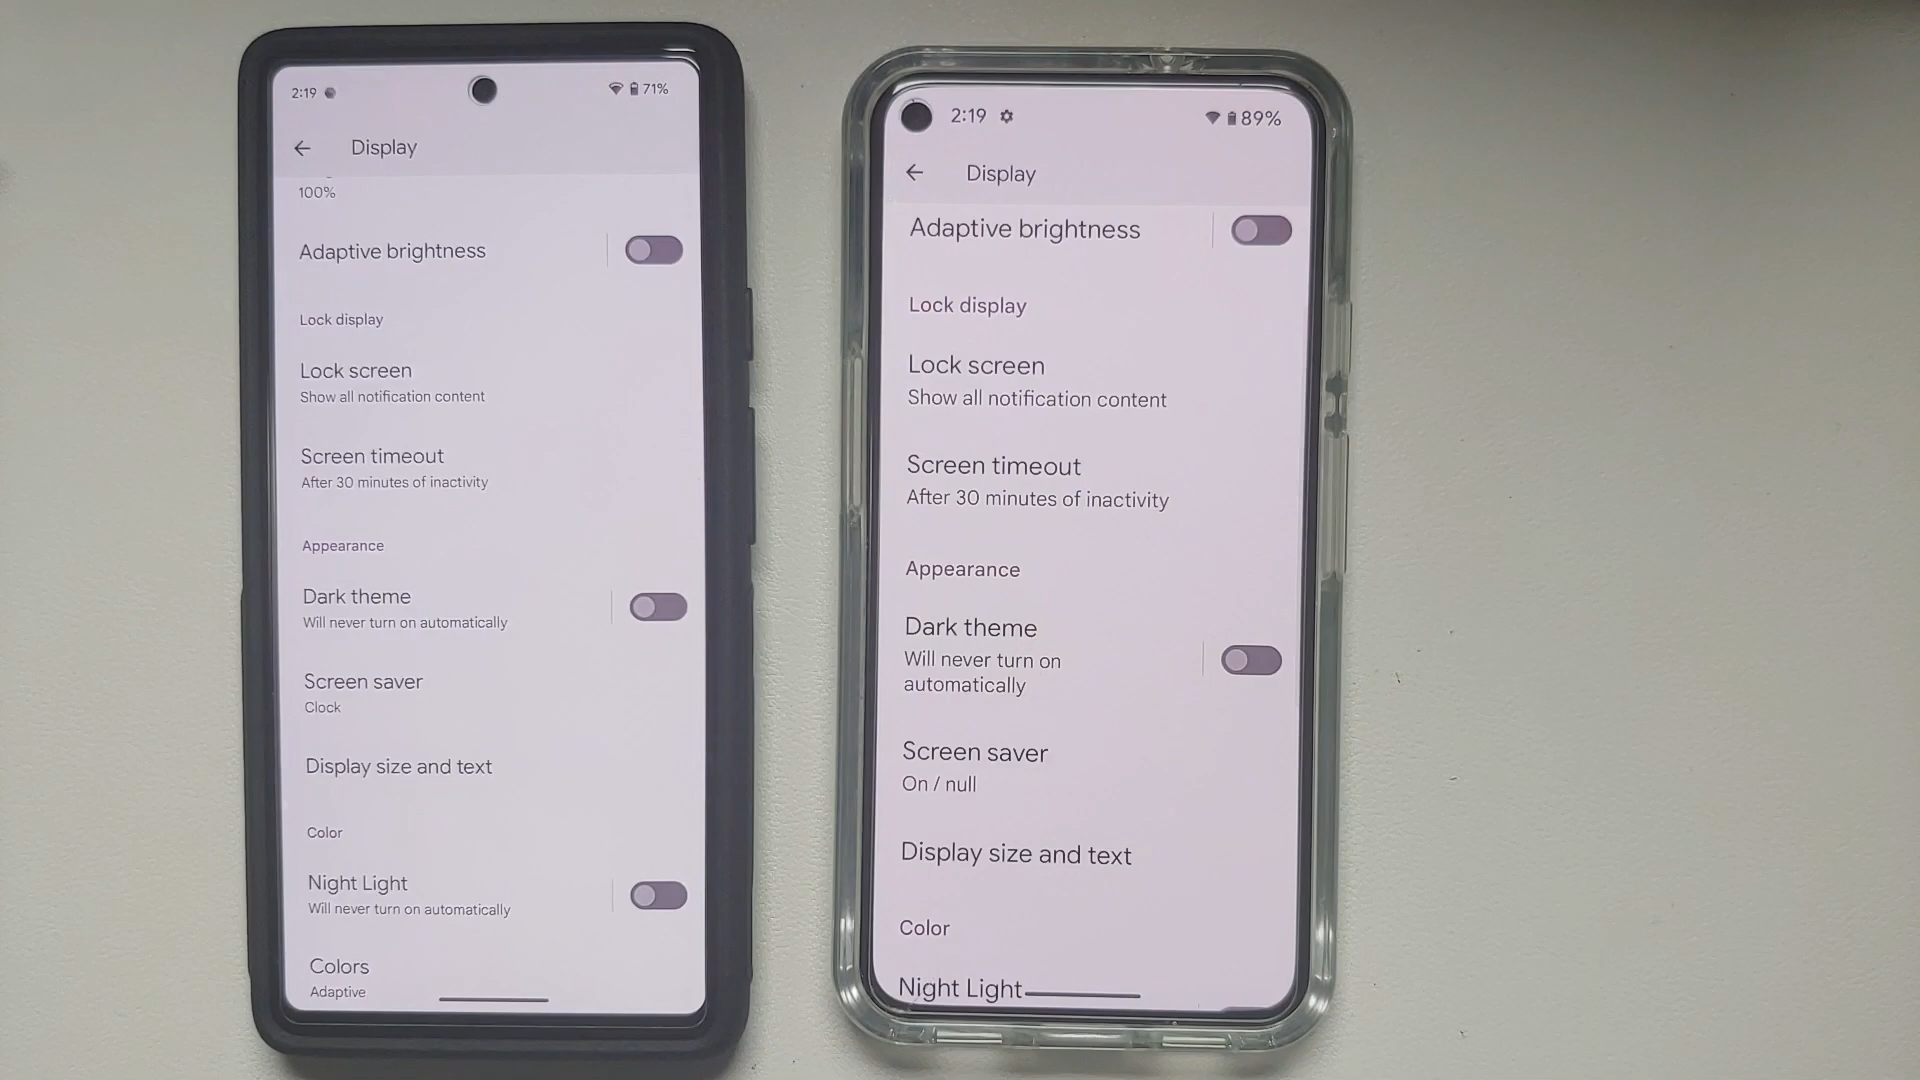 2:19
71%
Display
100%
Adaptive brightness
Lock display
Lock screen
Show all notification content
Screen timeout
After 30 minutes of inactivity
Appearance
Dark theme
Will never turn on automatically
Screen saver
Clock
Display size and text
Color
Night Light
Will never turn on automatically
Colors
Adaptive
2:19
89%
Display
Adaptive brightness
Lock display
Lock screen
Show all notification content
Screen timeout
After 30 minutes of inactivity
Appearance
Dark theme
Will never turn on
automatically
Screen saver
On / null
Display size and text
Color
Night Light